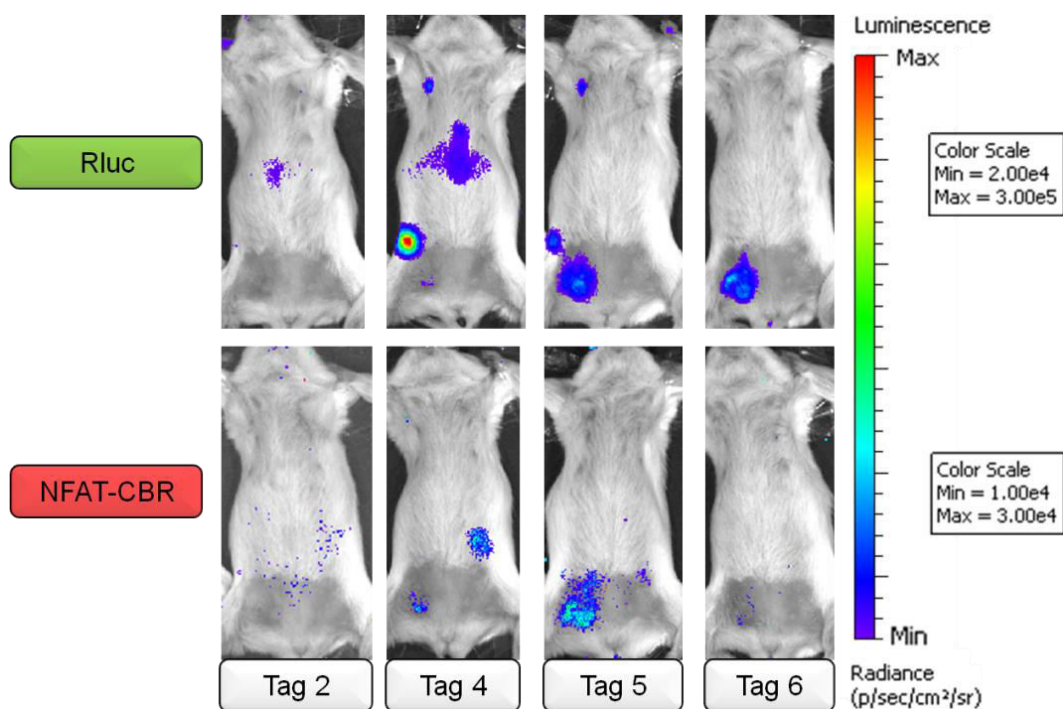 Luminescence
Max
Rluc
Color Scale
Min = 2.00e4
Max = 3.00e5
NFAT-CBR
Color Scale
Min = 1.00e4
Max = 3.00e4
Min
Tag 2
Tag 4
Tag 5
Tag 6
Radiance
(p/sec/cm²/sr)